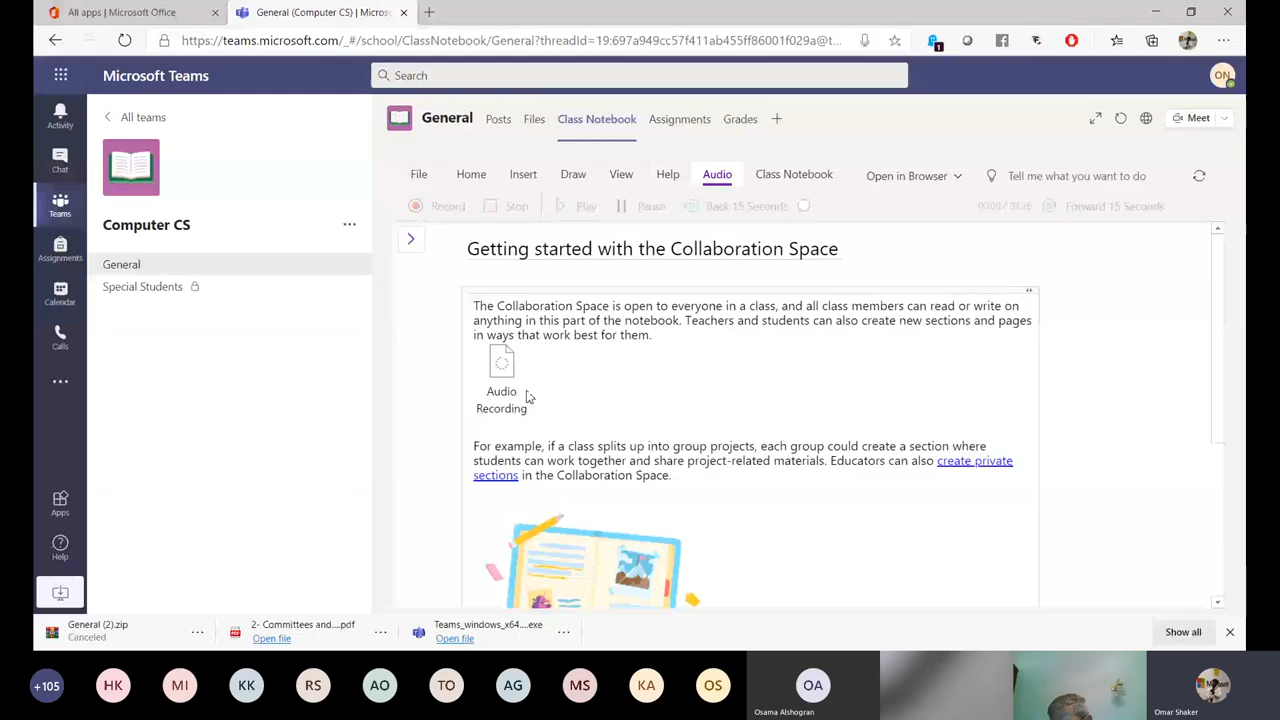 All apps | Microsoft Office
General (Computer CS) | Micros
https://teams.microsoft.com/_#/school/ClassNotebook/General?threadId=19:697a949cc57f411ab455ff86001f029a@t...
1
Microsoft Teams
Search
ON
Activity
Chat
Teams
Assignments
Calendar
Calls
Apps
Help
All teams
Computer CS
General
Special Students
General
Posts
Files
Class Notebook
Assignments
Grades
Meet
File
Home
Insert
Draw
View
Help
Audio
Class Notebook
Open in Browser
Tell me what you want to do
Record
Stop
Play
Pause
Back 15 Seconds
Forward 15 Seconds
Getting started with the Collaboration Space
The Collaboration Space is open to everyone in a class, and all class members can read or write on
anything in this part of the notebook. Teachers and students can also create new sections and pages
in ways that work best for them.
Audio
Recording
For example, if a class splits up into group projects, each group could create a section where
students can work together and share project-related materials. Educators can also create private
sections in the Collaboration Space.
General (2).zip
Canceled
2- Committees and....pdf
Open file
Teams_windows_x64....exe
Open file
Show all
+105
HK
MI
KK
RS
AO
TO
AG
MS
KA
OS
OA
Osama Alshogran
Omar Shaker